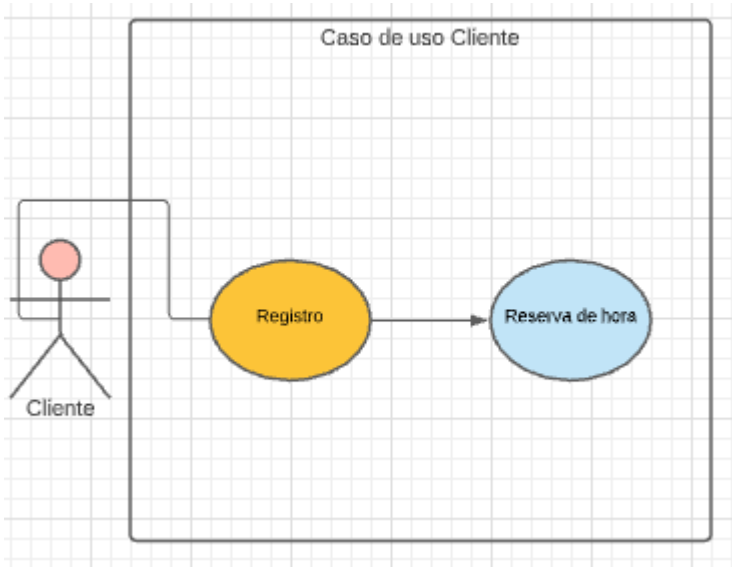 Caso de uso Cliente
Registro
Reserva de hora
Cliente